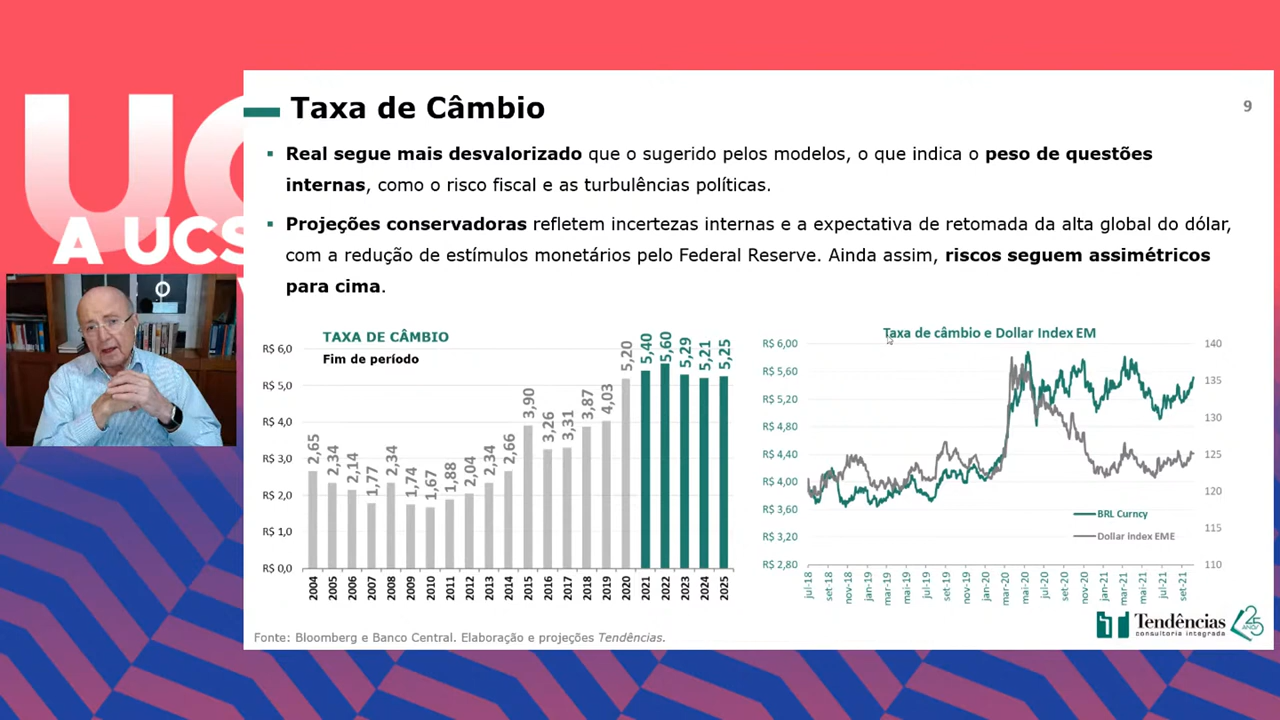 UC
A UCS
Taxa de Câmbio
9
▪ Real segue mais desvalorizado que o sugerido pelos modelos, o que indica o peso de questões
internas, como o risco fiscal e as turbulências políticas.
▪ Projeções conservadoras refletem incertezas internas e a expectativa de retomada da alta global do dólar,
com a redução de estímulos monetários pelo Federal Reserve. Ainda assim, riscos seguem assimétricos
para cima.
TAXA DE CÂMBIO
Fim de período
R$ 6,0
R$ 5,0
R$ 4,0
R$ 3,0
R$ 2,0
R$ 1,0
R$ 0,0
2,65 2,34 2,14 1,77 2,34 1,74 1,67 1,88 2,04 2,34 2,66 3,90 3,26 3,31 3,87 4,03 5,20 5,40 5,60 5,29 5,21 5,25
2004 2005 2006 2007 2008 2009 2010 2011 2012 2013 2014 2015 2016 2017 2018 2019 2020 2021 2022 2023 2024 2025
Taxa de câmbio e Dollar Index EM
R$ 6,00
R$ 5,60
R$ 5,20
R$ 4,80
R$ 4,40
R$ 4,00
R$ 3,60
R$ 3,20
R$ 2,80
140
135
130
125
120
115
110
BRL Curncy
Dollar index EME
jul-18 set-18 nov-18 jan-19 mar-19 mai-19 jul-19 set-19 nov-19 jan-20 mar-20 mai-20 jul-20 set-20 nov-20 jan-21 mar-21 mai-21 jul-21 set-21
Fonte: Bloomberg e Banco Central. Elaboração e projeções Tendências.
Tendências
consultoria integrada
25
ANOS